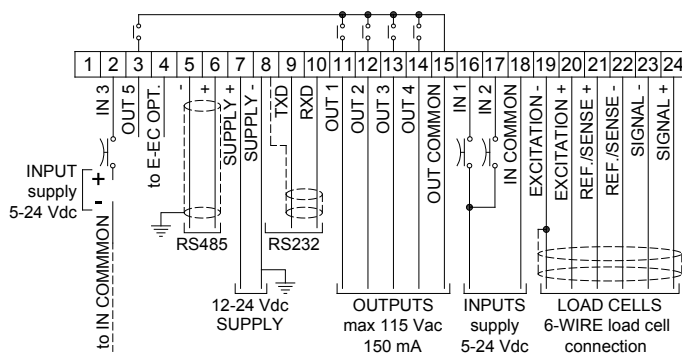 1 2 3 4 5 6 7 8 9 10 11 12 13 14 15 16 17 18 19 20 21 22 23 24
IN 3
OUT 5
to E-EC OPT.
-
+
SUPPLY +
SUPPLY -
TXD
RXD
OUT 1
OUT 2
OUT 3
OUT 4
OUT COMMON
IN 1
IN 2
IN COMMON
EXCITATION -
EXCITATION +
REF./SENSE +
REF./SENSE -
SIGNAL -
SIGNAL +
INPUT
supply
5-24 Vdc
+
-
to IN COMMMON
RS485
RS232
12-24 Vdc
SUPPLY
OUTPUTS
max 115 Vac
150 mA
INPUTS
supply
5-24 Vdc
LOAD CELLS
6-WIRE load cell
connection